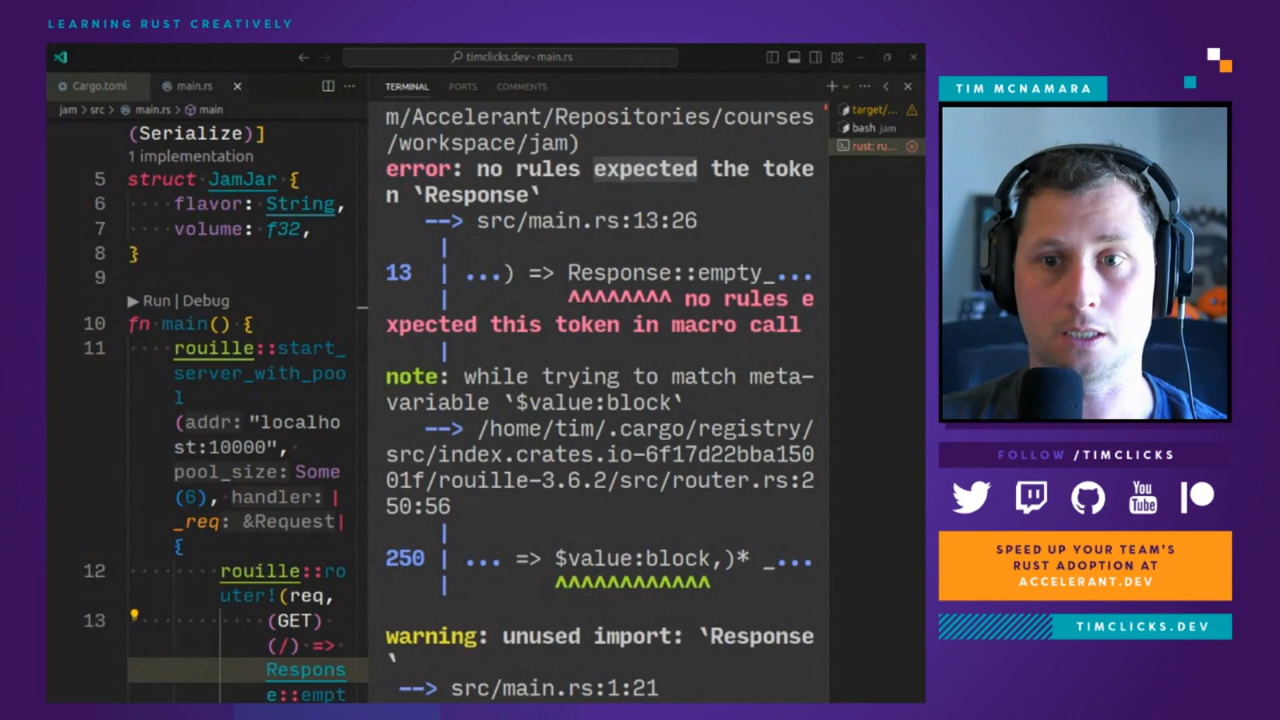 LEARNING RUST CREATIVELY
timclicks.dev - main.rs
Cargo.toml
main.rs
jam > src > main.rs > main
(Serialize)]
1 implementation
5 struct JamJar {
6 flavor: String,
7 volume: f32,
8 }
9
▶ Run | Debug
10 fn main() {
11 rouille::start_
server_with_poo
l
(addr: "localho
st:10000",
pool_size: Some
(6), handler: |
_req: &Request|
{
12 rouille::ro
uter!(req,
13 (GET)
(/) =>
Respons
e::empt
TERMINAL PORTS COMMENTS
m/Accelerant/Repositories/courses
/workspace/jam)
error: no rules expected the toke
n `Response`
--> src/main.rs:13:26
|
13 | ...) => Response::empty_...
| ^^^^^^^^ no rules e
xpected this token in macro call
|
note: while trying to match meta-
variable `$value:block`
--> /home/tim/.cargo/registry/
src/index.crates.io-6f17d22bba150
01f/rouille-3.6.2/src/router.rs:2
50:56
|
250 | ... => $value:block,)* _...
| ^^^^^^^^^^^^
warning: unused import: `Response
`
--> src/main.rs:1:21
target/...
bash jam
rust: ru...
TIM MCNAMARA
FOLLOW /TIMCLICKS
You
Tube
SPEED UP YOUR TEAM'S
RUST ADOPTION AT
ACCELERANT.DEV
TIMCLICKS.DEV